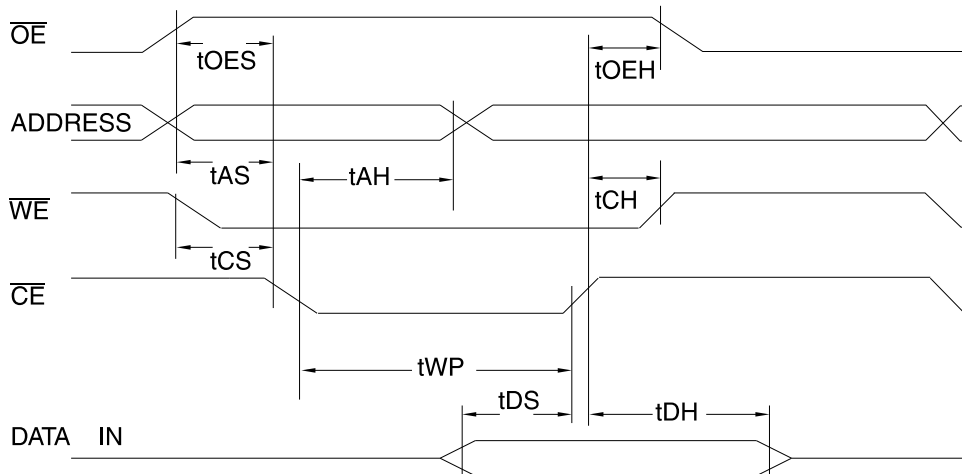 OE
tOES
tOEH
ADDRESS
tAS
tAH
tCH
WE
tCS
CE
tWP
tDS
tDH
DATA IN